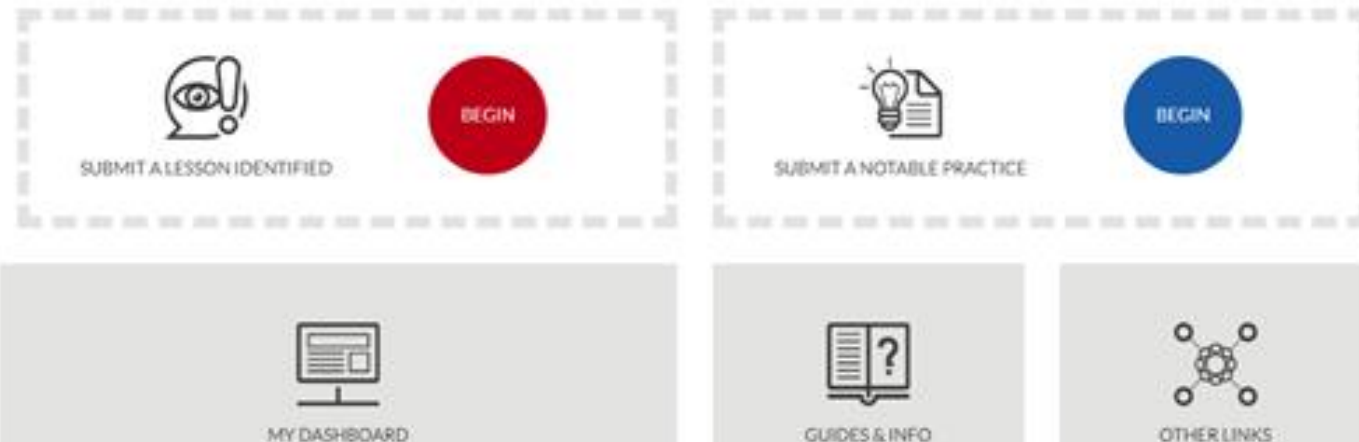 SUBMIT A LESSON IDENTIFIED
BEGIN
SUBMIT A NOTABLE PRACTICE
BEGIN
MY DASHBOARD
?
GUIDES & INFO
OTHER LINKS